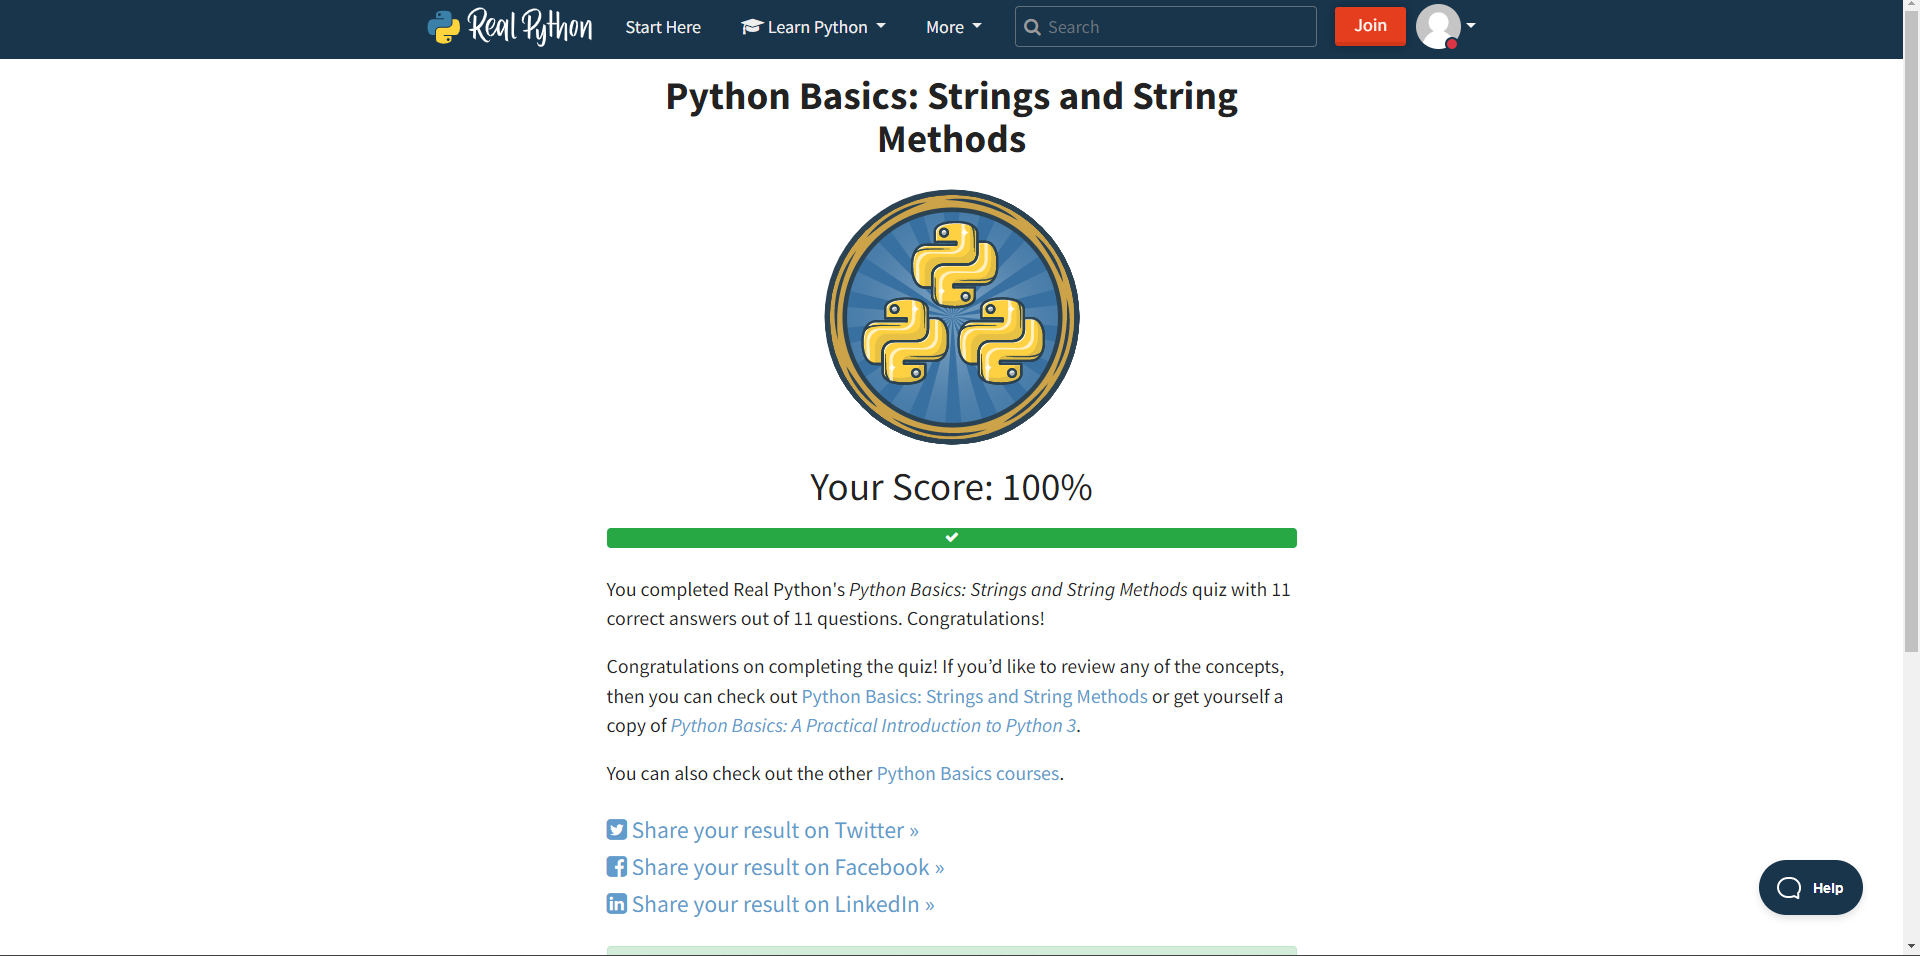 Real Python
Start Here
Learn Python
More
Search
Join
Python Basics: Strings and String
Methods
Your Score: 100%
You completed Real Python's Python Basics: Strings and String Methods quiz with 11
correct answers out of 11 questions. Congratulations!
Congratulations on completing the quiz! If you’d like to review any of the concepts,
then you can check out Python Basics: Strings and String Methods or get yourself a
copy of Python Basics: A Practical Introduction to Python 3.
You can also check out the other Python Basics courses.
Share your result on Twitter »
Share your result on Facebook »
Share your result on LinkedIn »
Help